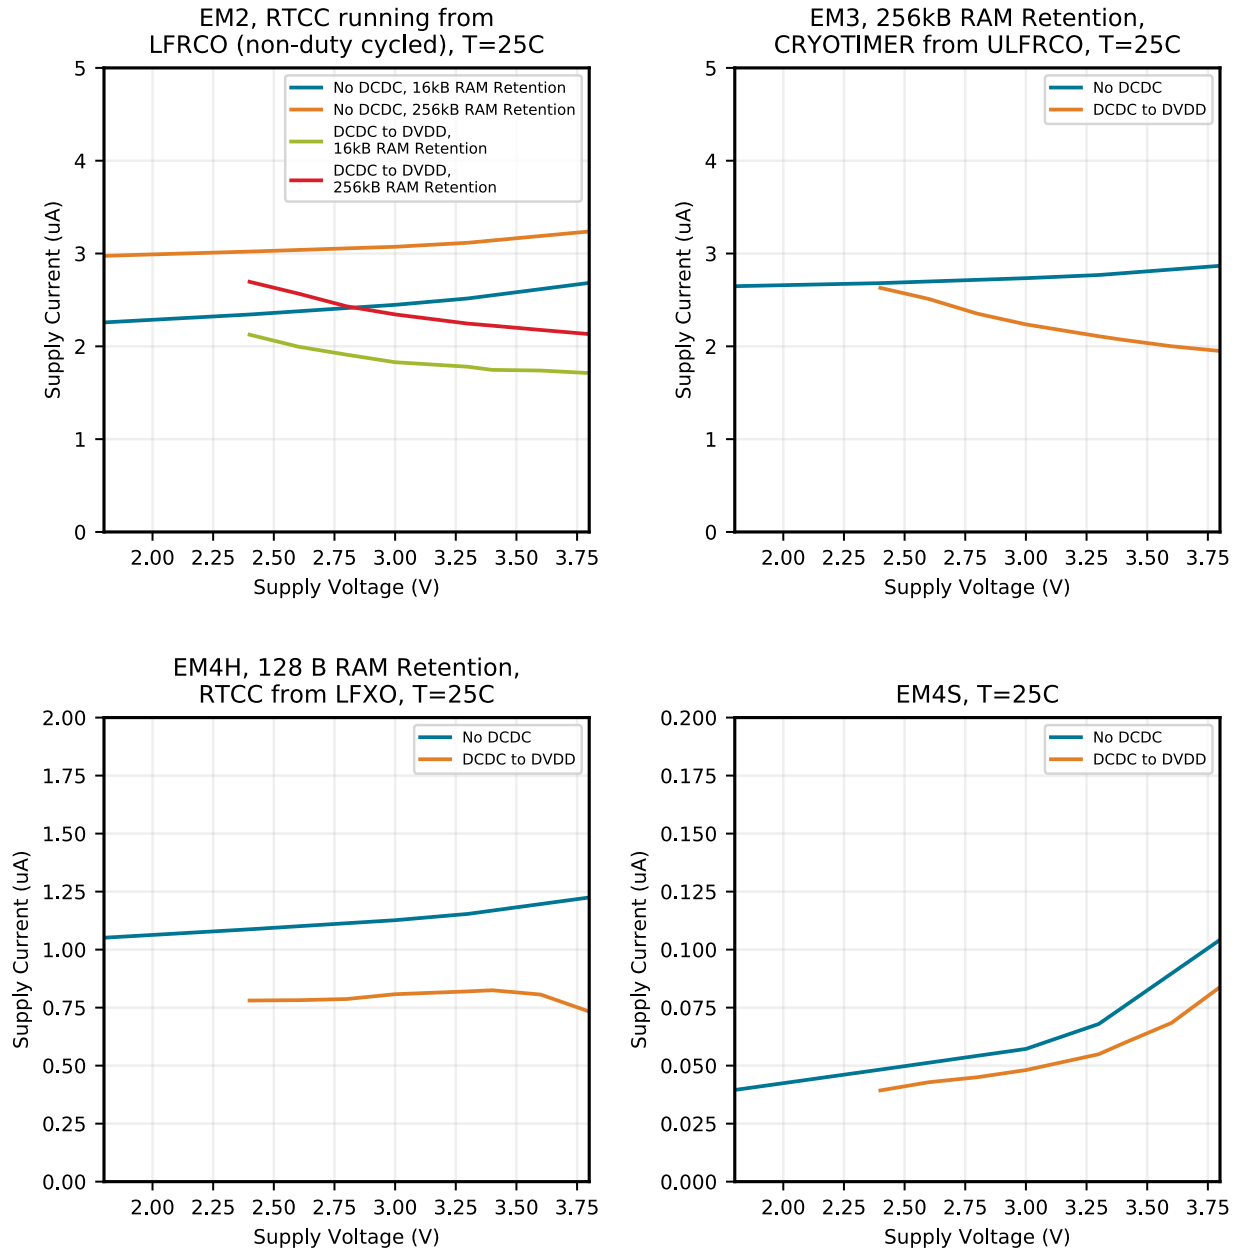 EM2, RTCC running from
LFRCO (non-duty cycled), T=25C
5
4
3
2
1
0
Supply Current (uA)
No DCDC, 16kB RAM Retention
No DCDC, 256kB RAM Retention
DCDC to DVDD,
16kB RAM Retention
DCDC to DVDD,
256kB RAM Retention
2.00 2.25 2.50 2.75 3.00 3.25 3.50 3.75
Supply Voltage (V)
EM3, 256kB RAM Retention,
CRYOTIMER from ULFRCO, T=25C
5
4
3
2
1
0
Supply Current (uA)
No DCDC
DCDC to DVDD
2.00 2.25 2.50 2.75 3.00 3.25 3.50 3.75
Supply Voltage (V)
EM4H, 128 B RAM Retention,
RTCC from LFXO, T=25C
2.00
1.75
1.50
1.25
1.00
0.75
0.50
0.25
0.00
Supply Current (uA)
No DCDC
DCDC to DVDD
2.00 2.25 2.50 2.75 3.00 3.25 3.50 3.75
Supply Voltage (V)
EM4S, T=25C
0.200
0.175
0.150
0.125
0.100
0.075
0.050
0.025
0.000
Supply Current (uA)
No DCDC
DCDC to DVDD
2.00 2.25 2.50 2.75 3.00 3.25 3.50 3.75
Supply Voltage (V)